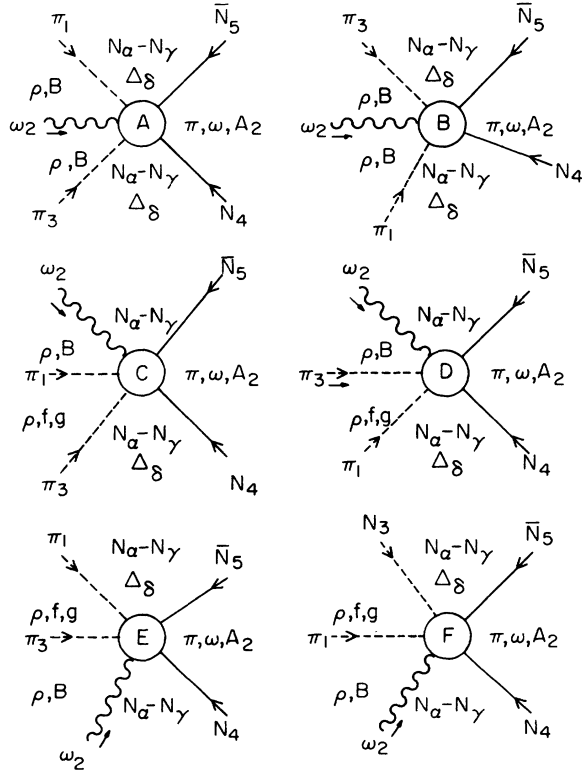 π₁ N̅₅ π₃ N̅₅
Nα–Nγ Nα–Nγ
Δδ Δδ
ρ,B ρ,B
ω₂ A π,ω,A₂ ω₂ B π,ω,A₂
ρ,B Nα–Nγ ρ,B Nα–Nγ
Δδ Δδ
π₃ N₄ π₁ N₄
ω₂ N̅₅ ω₂ N̅₅
Nα–Nγ Nα–Nγ
ρ,B ρ,B
π₁ C π,ω,A₂ π₃ D π,ω,A₂
ρ,f,g ρ,f,g
Nα–Nγ Nα–Nγ
Δδ Δδ
π₃ N₄ π₁ N₄
π₁ N̅₅ N₃ N̅₅
Nα–Nγ Nα–Nγ
Δδ Δδ
ρ,f,g ρ,f,g
π₃ E π,ω,A₂ π₁ F π,ω,A₂
ρ,B Nα–Nγ ρ,B Nα–Nγ
ω₂ N₄ ω₂ N₄